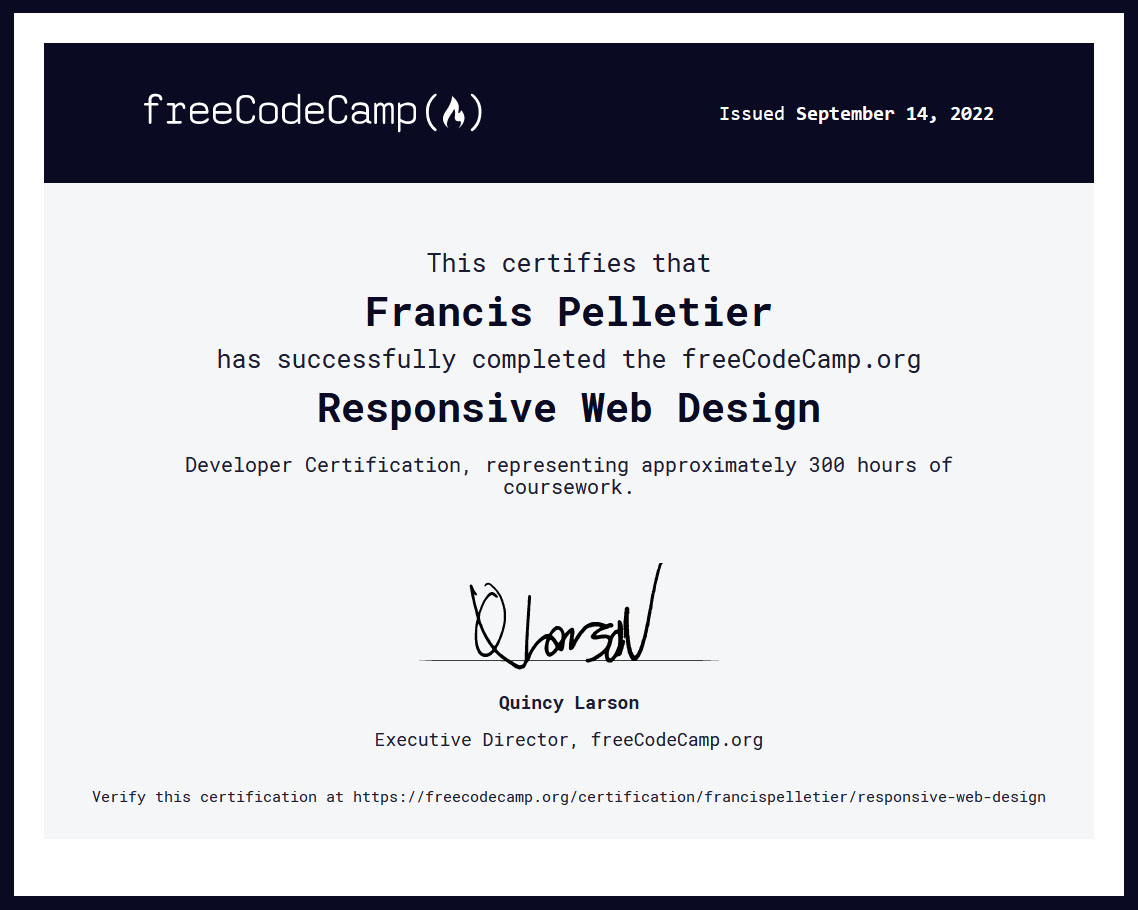 freeCodeCamp(🔥)
Issued September 14, 2022
This certifies that
Francis Pelletier
has successfully completed the freeCodeCamp.org
Responsive Web Design
Developer Certification, representing approximately 300 hours of
coursework.
Q Larson
Quincy Larson
Executive Director, freeCodeCamp.org
Verify this certification at https://freecodecamp.org/certification/francispelletier/responsive-web-design